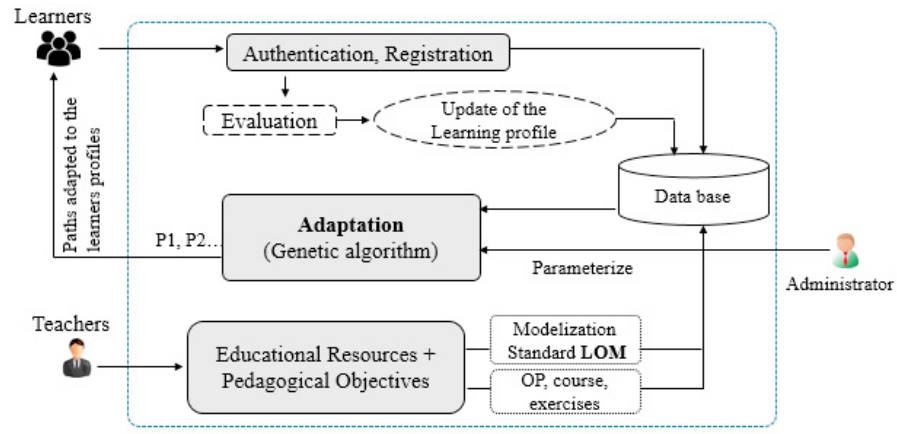 Learners
Authentication, Registration
Evaluation
Update of the
Learning profile
Data base
Paths adapted to the
learners profiles
P1, P2…
Adaptation
(Genetic algorithm)
Parameterize
Administrator
Teachers
Educational Resources +
Pedagogical Objectives
Modelization
Standard LOM
OP, course,
exercises